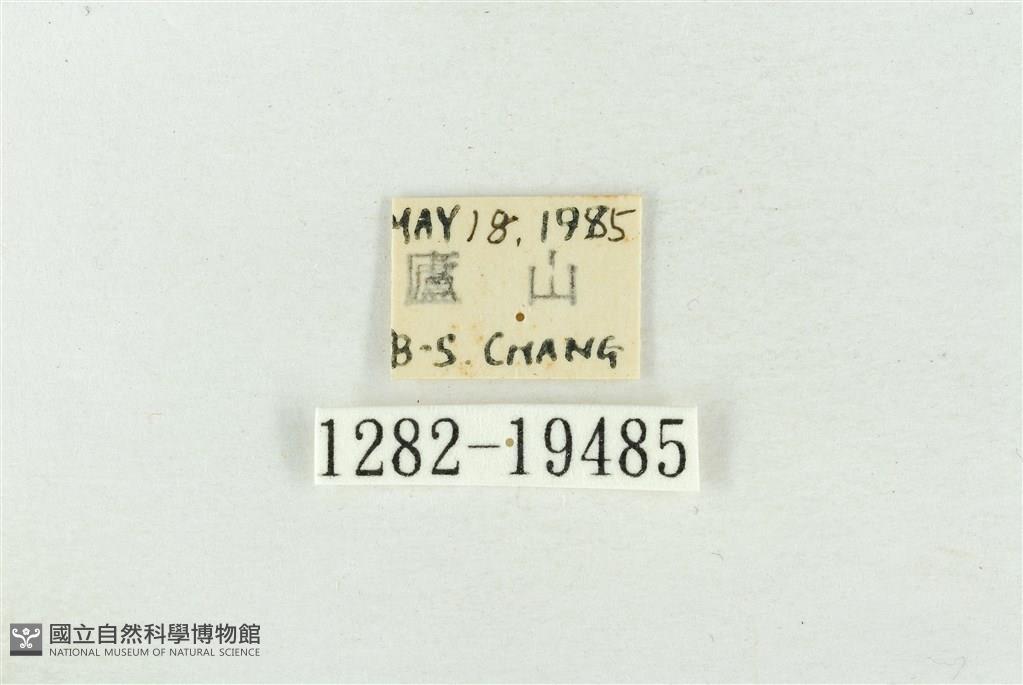 MAY 18, 1985
廬 山
B-S. CHANG
1282-19485
國立自然科學博物館
NATIONAL MUSEUM OF NATURAL SCIENCE